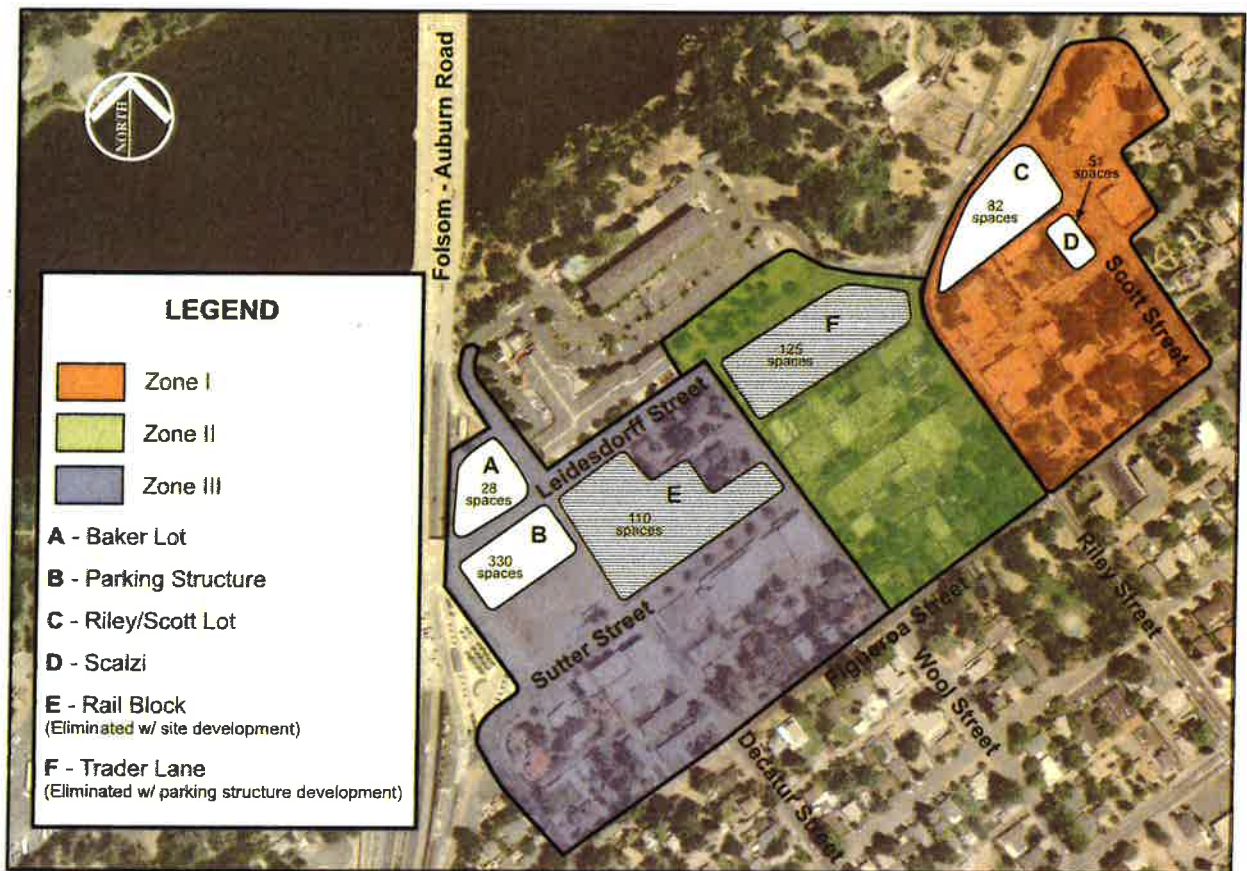 NORTH
Folsom - Auburn Road
C
82
spaces
51
spaces
D
Scott Street
LEGEND
Zone I
Zone II
Zone III
A - Baker Lot
B - Parking Structure
C - Riley/Scott Lot
D - Scalzi
E - Rail Block
(Eliminated w/ site development)
F - Trader Lane
(Eliminated w/ parking structure development)
F
125
spaces
Leidesdorff Street
A
28
spaces
E
110
spaces
B
330
spaces
Sutter Street
Figueroa Street
Riley Street
Wool Street
Decatur Street